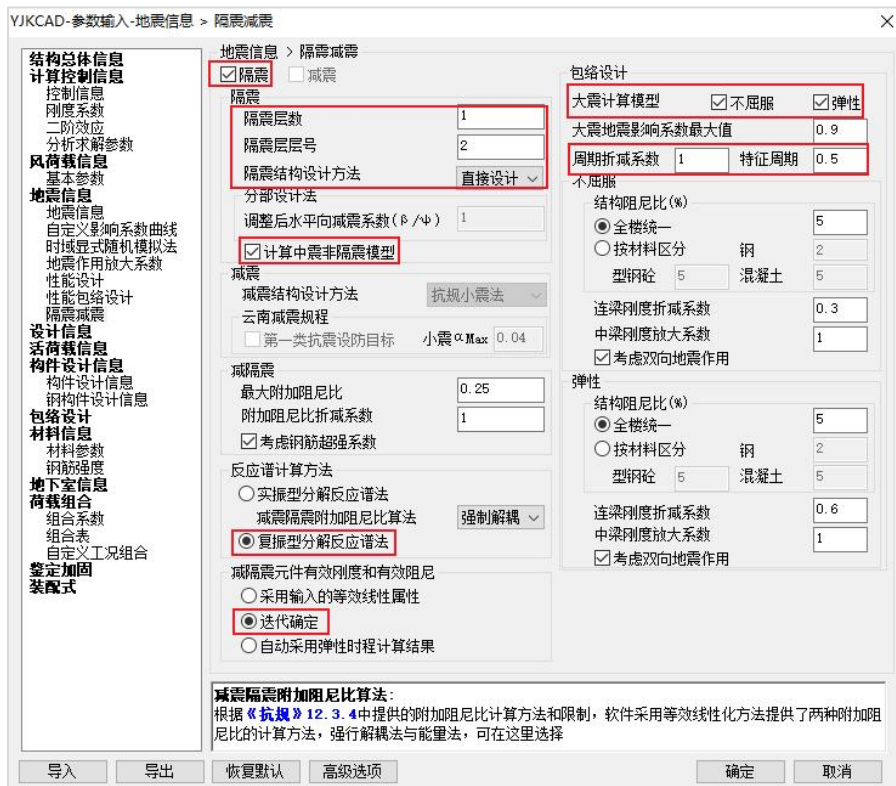 YJKCAD-参数输入-地震信息 > 隔震减震
结构总体信息
计算控制信息
控制信息
刚度系数
二阶效应
分析求解参数
风荷载信息
基本参数
地震信息
地震信息
自定义影响系数曲线
时域显式随机模拟法
地震作用放大系数
性能设计
性能包络设计
隔震减震
设计信息
活荷载信息
构件设计信息
构件设计信息
钢构件设计信息
包络设计
材料信息
材料参数
钢筋强度
地下室信息
荷载组合
组合系数
组合表
自定义工况组合
鉴定加固
装配式
地震信息 > 隔震减震
隔震 减震
隔震
隔震层数 1
隔震层层号 2
隔震结构设计方法 直接设计
分部设计法
调整后水平向减震系数(β/ψ) 1
计算中震非隔震模型
减震
减震结构设计方法 抗规小震法
云南减震规程
第一类抗震设防目标 小震αMax 0.04
减隔震
最大附加阻尼比 0.25
附加阻尼比折减系数 1
考虑钢筋超强系数
反应谱计算方法
实振型分解反应谱法
减震隔震附加阻尼比算法 强制解耦
复振型分解反应谱法
减隔震元件有效刚度和有效阻尼
采用输入的等效线性属性
迭代确定
自动采用弹性时程计算结果
包络设计
大震计算模型 不屈服 弹性
大震地震影响系数最大值 0.9
周期折减系数 1 特征周期 0.5
不屈服
结构阻尼比(%)
全楼统一 5
按材料区分 钢 2
型钢砼 5 混凝土 5
连梁刚度折减系数 0.3
中梁刚度放大系数 1
考虑双向地震作用
弹性
结构阻尼比(%)
全楼统一 5
按材料区分 钢 2
型钢砼 5 混凝土 5
连梁刚度折减系数 0.6
中梁刚度放大系数 1
考虑双向地震作用
减震隔震附加阻尼比算法:
根据《抗规》12.3.4中提供的附加阻尼比计算方法和限制，软件采用等效线性化方法提供了两种附加阻
尼比的计算方法，强行解耦法与能量法，可在这里选择
导入 导出 恢复默认 高级选项 确定 取消